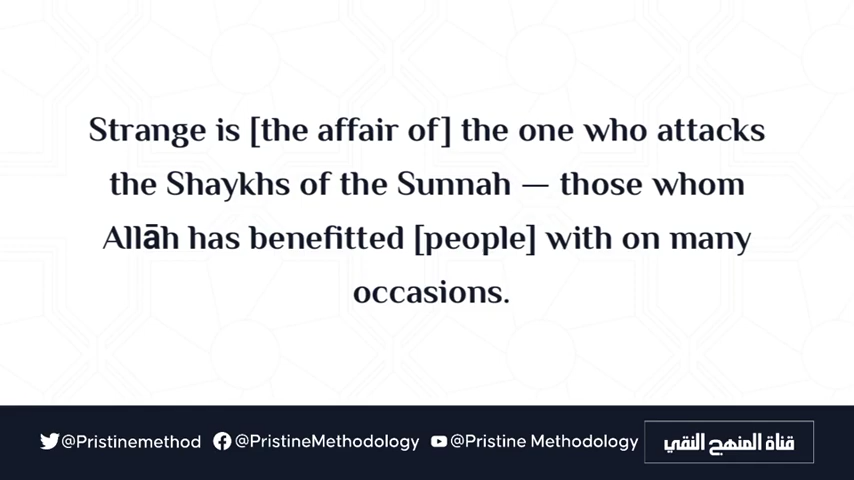 Strange is [the affair of] the one who attacks
the Shaykhs of the Sunnah — those whom
Allāh has benefitted [people] with on many
occasions.
@Pristinemethod @PristineMethodology @Pristine Methodology قناة المنهج النقي